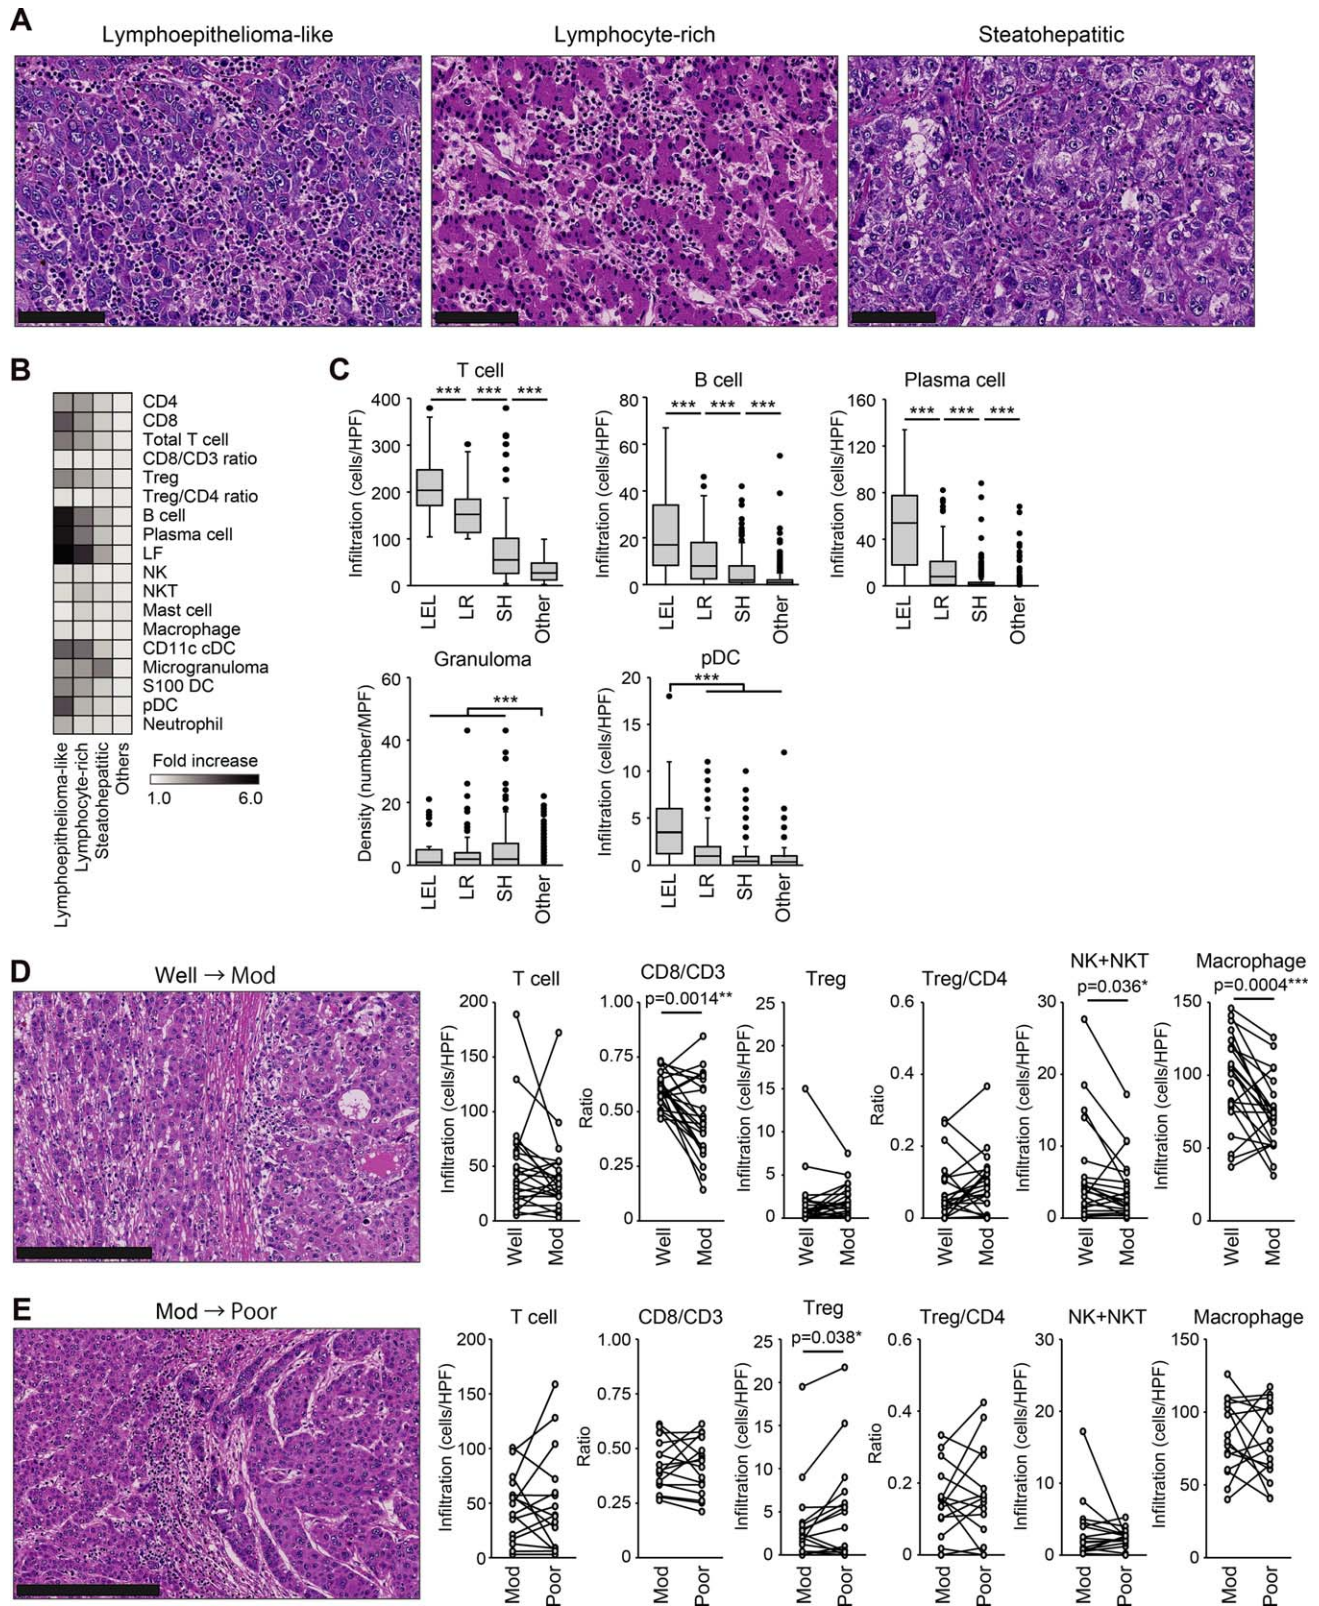 A
Lymphoepithelioma-like
Lymphocyte-rich
Steatohepatitic
B
CD4
CD8
Total T cell
CD8/CD3 ratio
Treg
Treg/CD4 ratio
B cell
Plasma cell
LF
NK
NKT
Mast cell
Macrophage
CD11c cDC
Microgranuloma
S100 DC
pDC
Neutrophil
Lymphoepithelioma-like
Lymphocyte-rich
Steatohepatitic
Others
Fold increase
1.0 6.0
C
T cell
*** *** ***
Infiltration (cells/HPF)
400
300
200
100
0
LEL LR SH Other
B cell
*** *** ***
Infiltration (cells/HPF)
80
60
40
20
0
LEL LR SH Other
Plasma cell
*** *** ***
Infiltration (cells/HPF)
160
120
80
40
0
LEL LR SH Other
Granuloma
***
Density (number/MPF)
60
40
20
0
LEL LR SH Other
pDC
***
Infiltration (cells/HPF)
20
15
10
5
0
LEL LR SH Other
D
Well → Mod
T cell
Infiltration (cells/HPF)
200
150
100
50
0
Well Mod
CD8/CD3
p=0.0014**
Ratio
1.00
0.75
0.50
0.25
0
Well Mod
Treg
Infiltration (cells/HPF)
25
20
15
10
5
0
Well Mod
Treg/CD4
Ratio
0.6
0.4
0.2
0
Well Mod
NK+NKT
p=0.036*
Infiltration (cells/HPF)
30
20
10
0
Well Mod
Macrophage
p=0.0004***
Infiltration (cells/HPF)
150
100
50
0
Well Mod
E
Mod → Poor
T cell
Infiltration (cells/HPF)
200
150
100
50
0
Mod Poor
CD8/CD3
Ratio
1.00
0.75
0.50
0.25
0
Mod Poor
Treg
p=0.038*
Infiltration (cells/HPF)
25
20
15
10
5
0
Mod Poor
Treg/CD4
Ratio
0.6
0.4
0.2
0
Mod Poor
NK+NKT
Infiltration (cells/HPF)
30
20
10
0
Mod Poor
Macrophage
Infiltration (cells/HPF)
150
100
50
0
Mod Poor